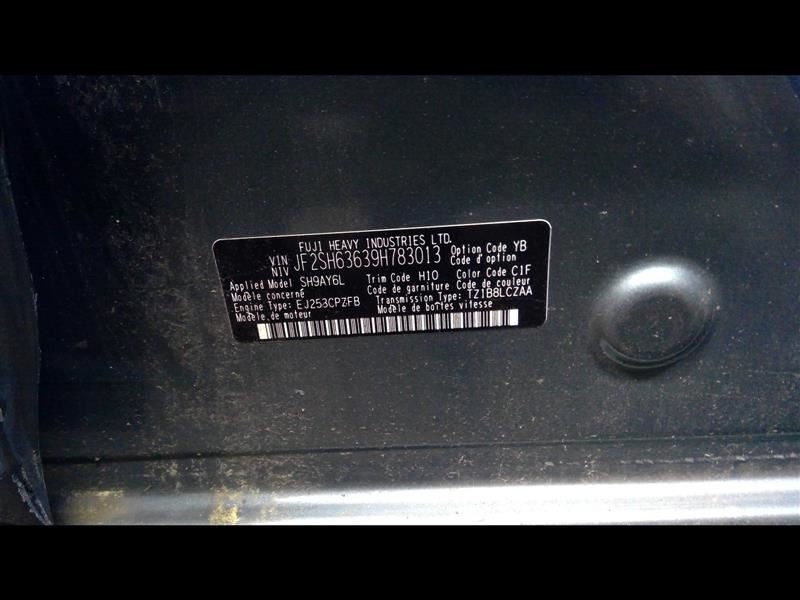 FUJI HEAVY INDUSTRIES LTD.
VIN NIV JF2SH63639H783013 Option Code YB
Code d'option
Applied Model SH9AY6L Trim Code H10 Color Code C1F
Modèle concerné Code de garniture Code de couleur
Engine Type: EJ253CPZFB Transmission Type: TZ1B8LCZAA
Modèle de moteur Modèle de boîtes vitesse